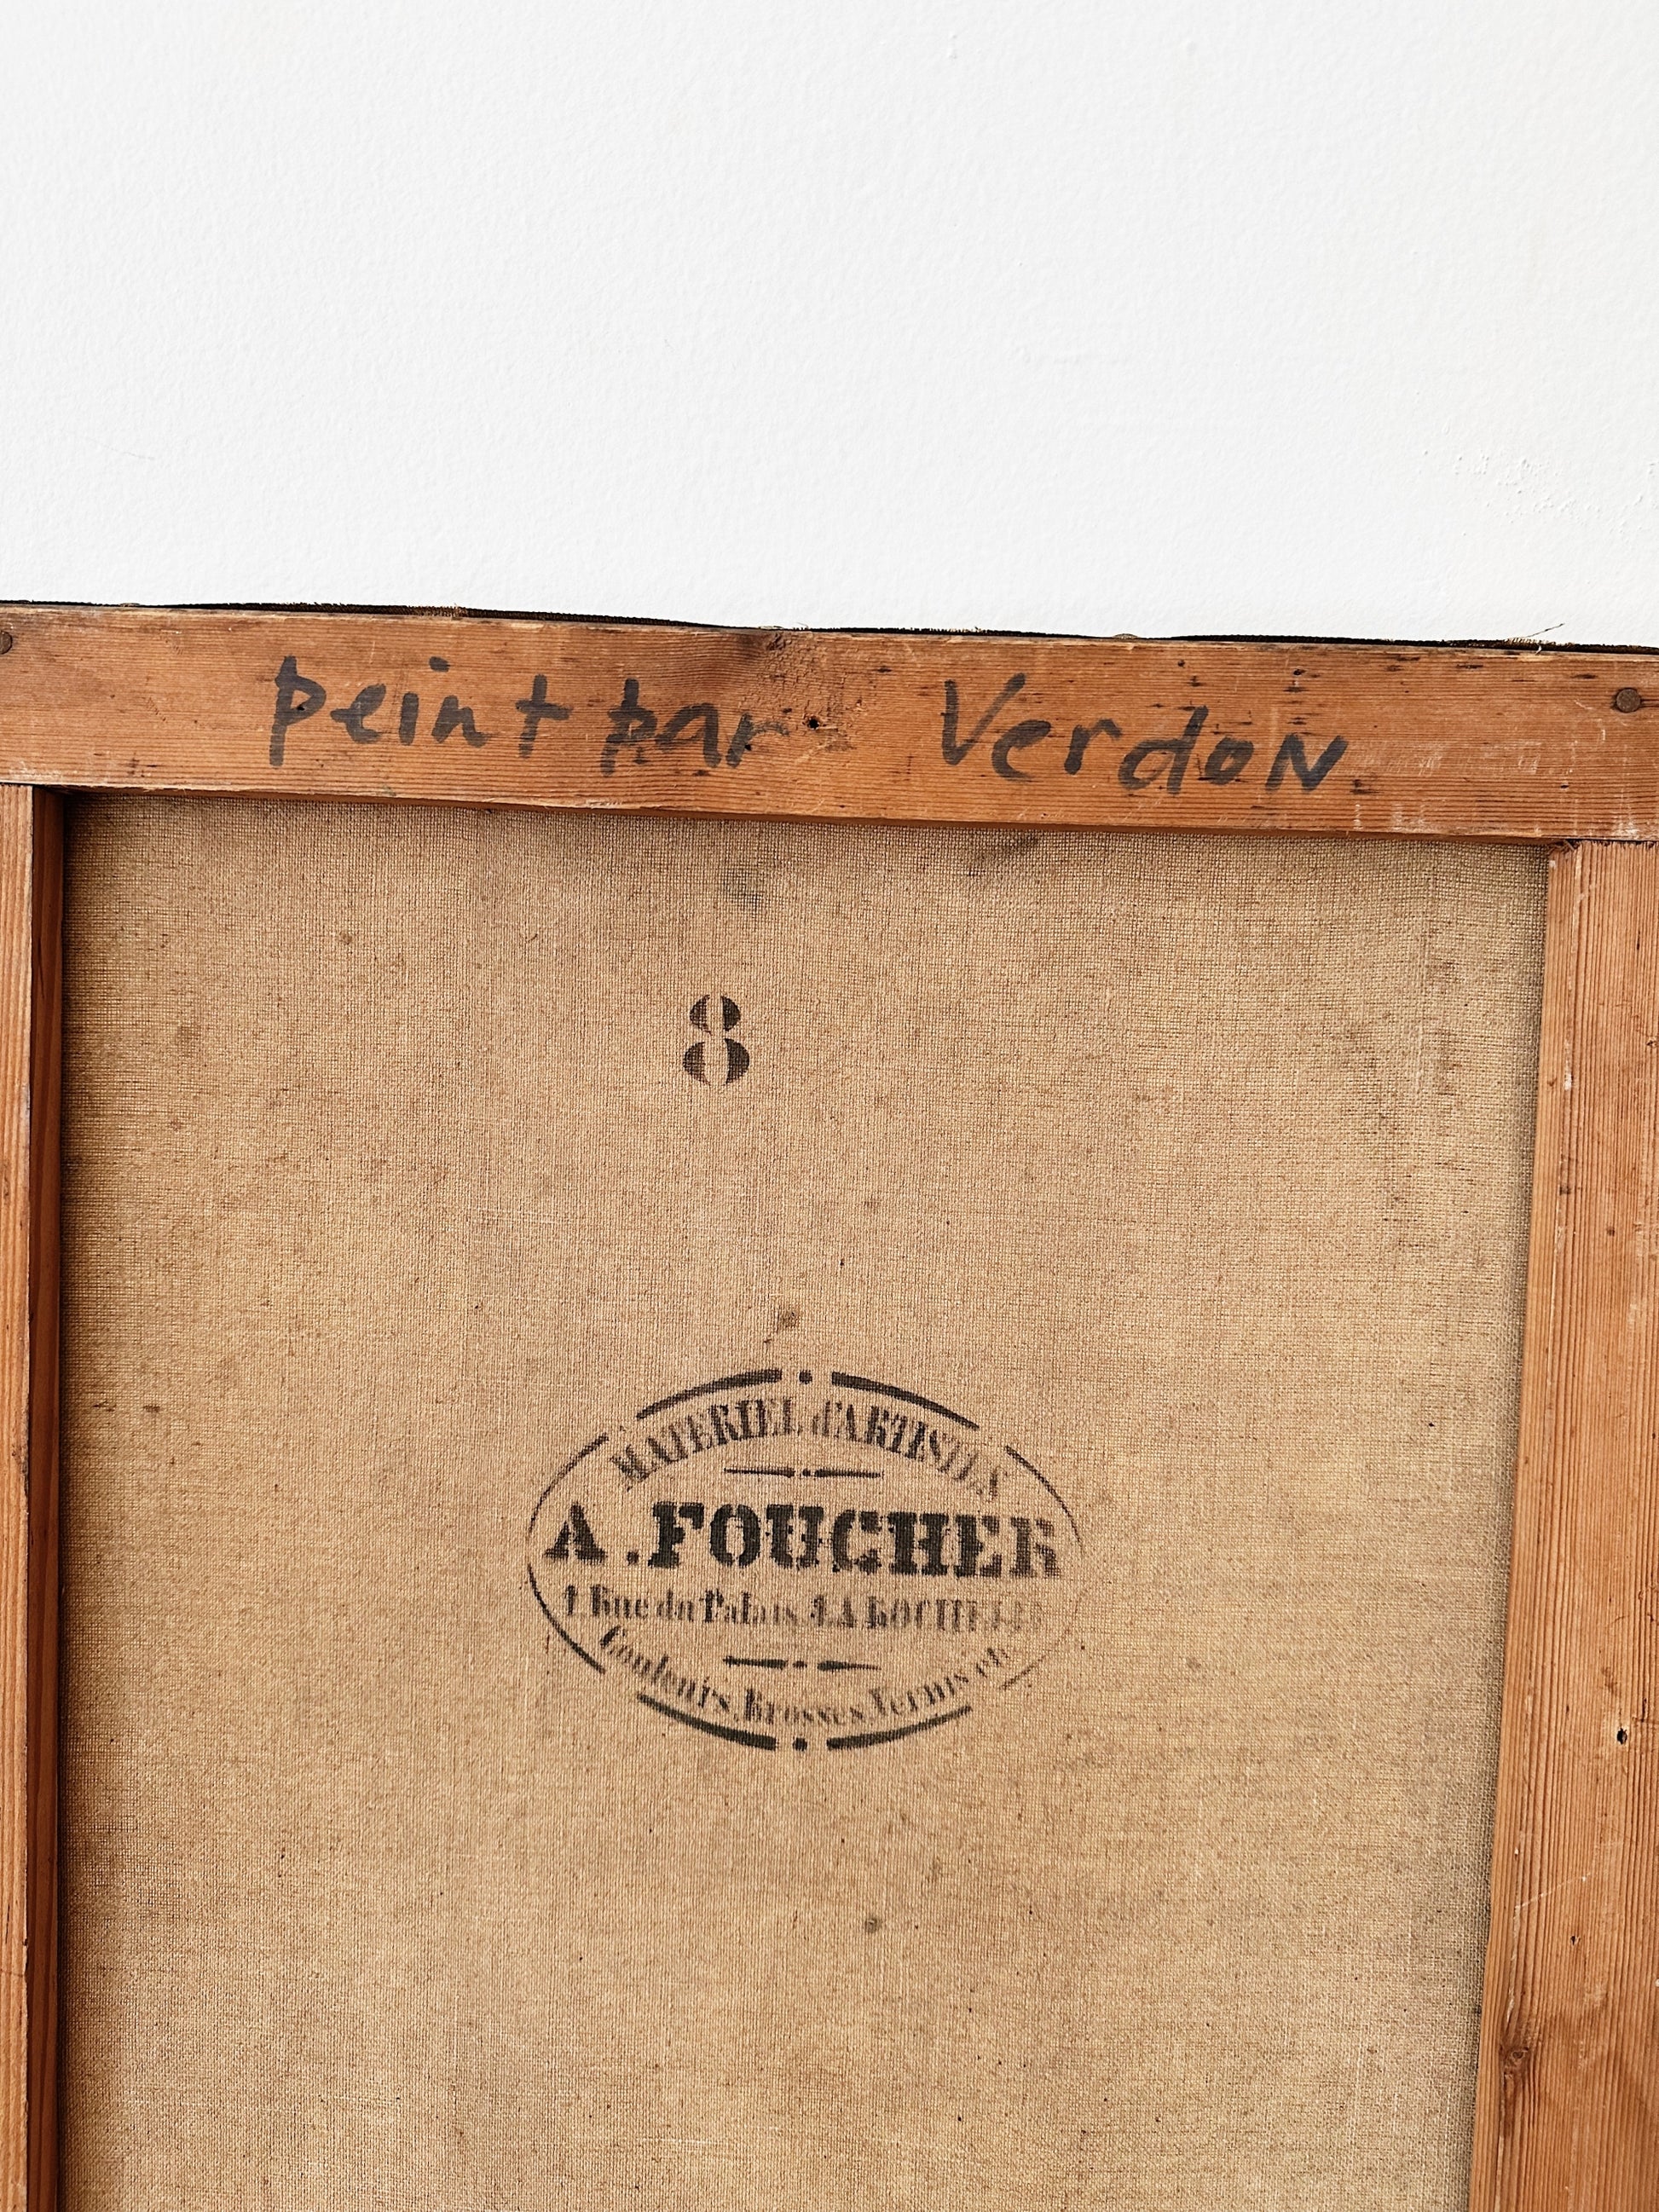 peint par Verdon.
8
MATERIEL d'ARTISTES
A. FOUCHER
1 Rue du Palais, LA ROCHELLE
Couleurs, Brosses, Vernis etc